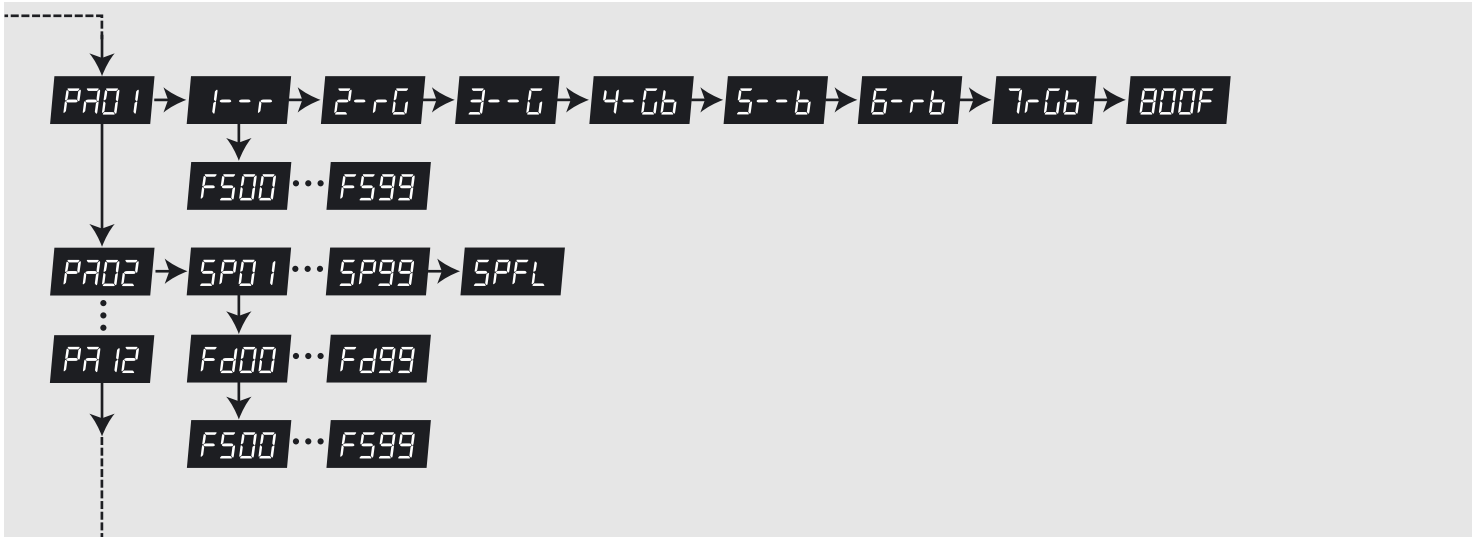 PA01 1--r 2-rG 3--G 4-Gb 5--b 6-rb 7rGb 800F
FS00 ... FS99
PA02 SP01 ... SP99 SPFL
PA12 Fd00 ... Fd99
FS00 ... FS99